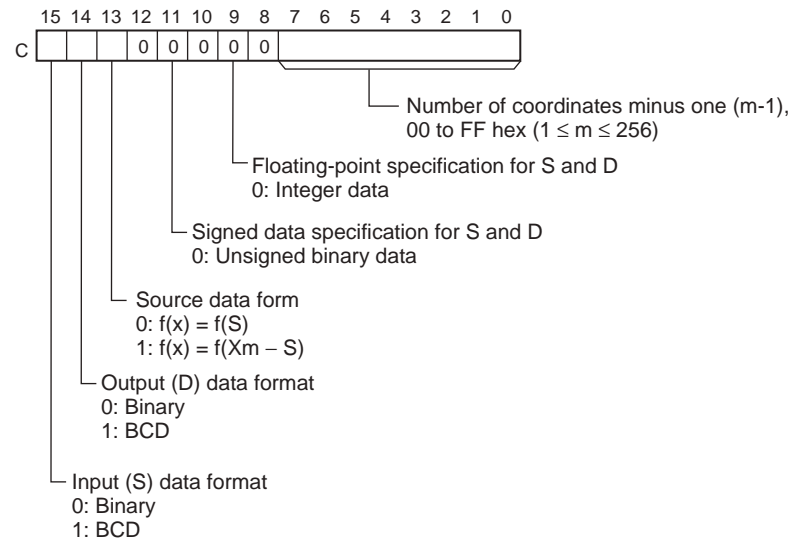 15 14 13 12 11 10 9 8 7 6 5 4 3 2 1 0
C 0 0 0 0 0
Number of coordinates minus one (m-1),
00 to FF hex (1 ≤ m ≤ 256)
Floating-point specification for S and D
0: Integer data
Signed data specification for S and D
0: Unsigned binary data
Source data form
0: f(x) = f(S)
1: f(x) = f(Xm − S)
Output (D) data format
0: Binary
1: BCD
Input (S) data format
0: Binary
1: BCD